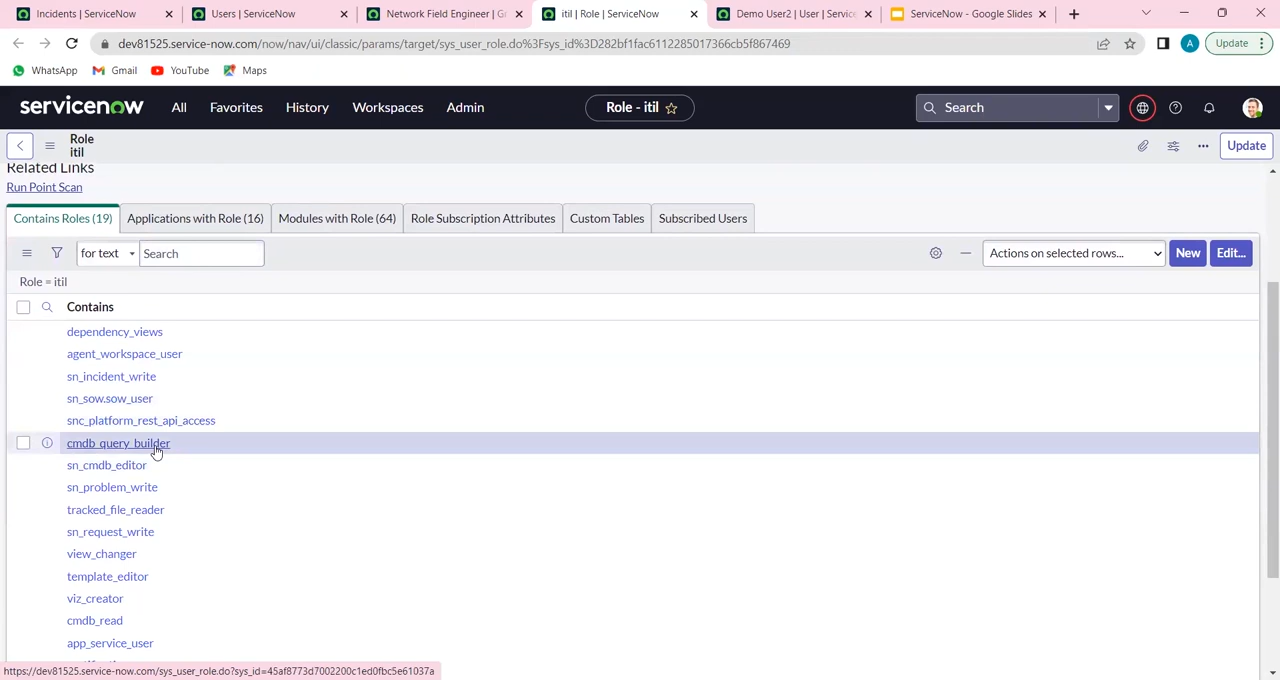 Incidents | ServiceNow
Users | ServiceNow
Network Field Engineer | G
itil | Role | ServiceNow
Demo User2 | User | Service
ServiceNow - Google Slides
dev81525.service-now.com/now/nav/ui/classic/params/target/sys_user_role.do%3Fsys_id%3D282bf1fac6112285017366cb5f867469
A
Update
WhatsApp
Gmail
YouTube
Maps
servicenow
All
Favorites
History
Workspaces
Admin
Role - itil
Search
Role
itil
Update
Related Links
Run Point Scan
Contains Roles (19)
Applications with Role (16)
Modules with Role (64)
Role Subscription Attributes
Custom Tables
Subscribed Users
for text
Search
Actions on selected rows...
New
Edit...
Role = itil
Contains
dependency_views
agent_workspace_user
sn_incident_write
sn_sow.sow_user
snc_platform_rest_api_access
cmdb_query_builder
sn_cmdb_editor
sn_problem_write
tracked_file_reader
sn_request_write
view_changer
template_editor
viz_creator
cmdb_read
app_service_user
https://dev81525.service-now.com/sys_user_role.do?sys_id=45af8773d7002200c1ed0fbc5e61037a